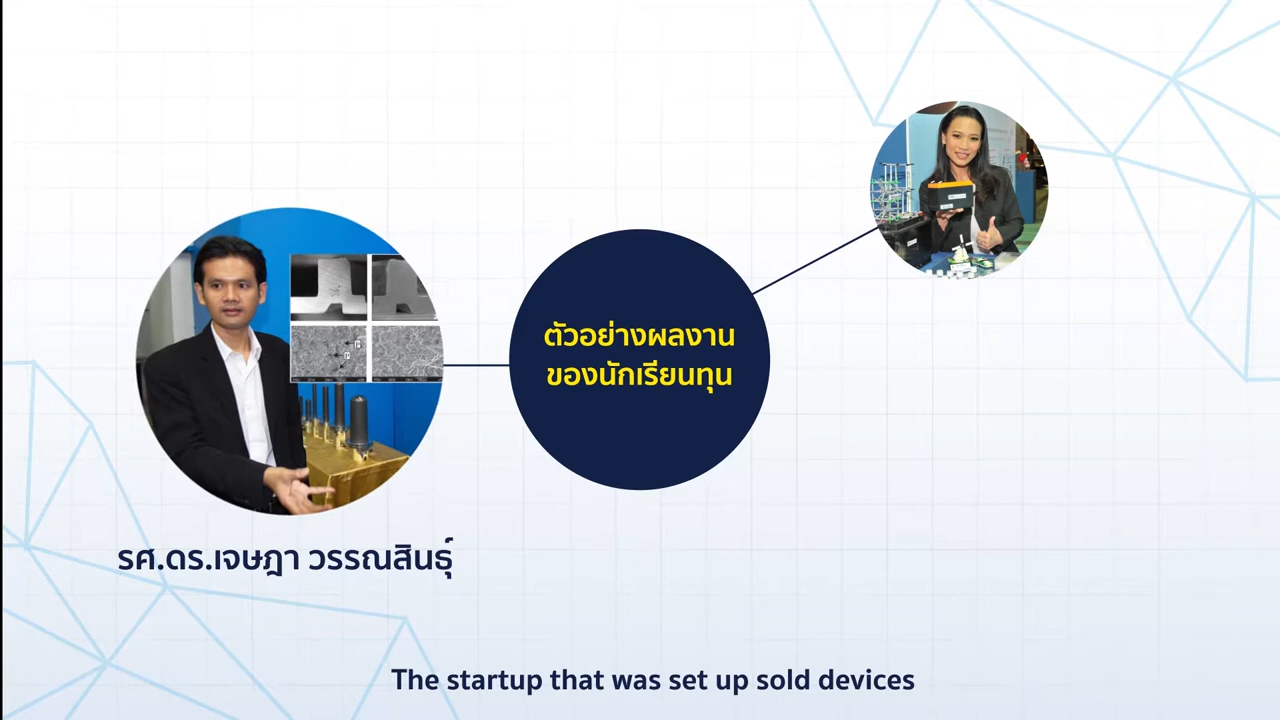 ตัวอย่างผลงาน
ของนักเรียนทุน
รศ.ดร.เจษฎา วรรณสินธุ์
The startup that was set up sold devices